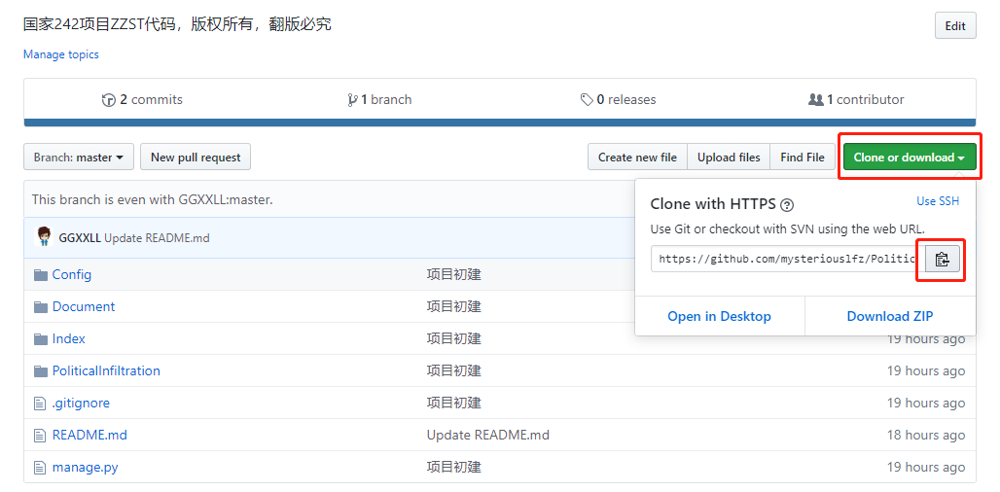 国家242项目ZZST代码，版权所有，翻版必究
Edit
Manage topics
2 commits
1 branch
0 releases
1 contributor
Branch: master
New pull request
Create new file
Upload files
Find File
Clone or download
This branch is even with GGXXLL:master.
Clone with HTTPS
Use SSH
Use Git or checkout with SVN using the web URL.
https://github.com/mysteriouslfz/Politic
Open in Desktop
Download ZIP
GGXXLL Update README.md
Config 项目初建
Document 项目初建
Index 项目初建 19 hours ago
PoliticalInfiltration 项目初建 19 hours ago
.gitignore 项目初建 19 hours ago
README.md Update README.md 18 hours ago
manage.py 项目初建 19 hours ago